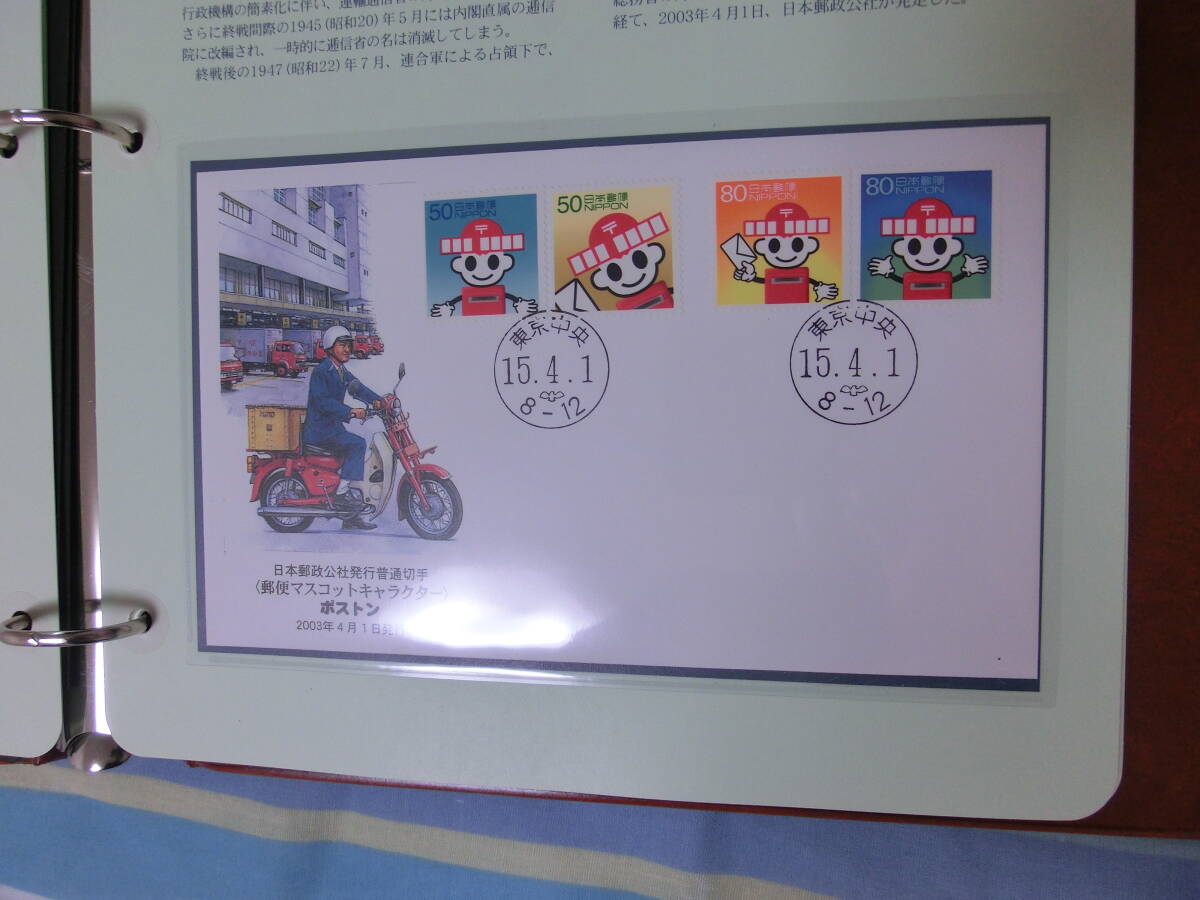 行政機構の簡素化に伴い、運輸通信省の
さらに終戦間際の1945(昭和20)年5月には内閣直属の逓信
院に改編され、一時的に逓信省の名は消滅してしまう。
終戦後の1947(昭和22)年7月、連合軍による占領下で、
経て、2003年4月1日、日本郵政公社が発足した。
50日本郵便
NIPPON
〒
50日本郵便
NIPPON
〒
80日本郵便
NIPPON
〒
80日本郵便
NIPPON
〒
東京中央
15.4.1
8-12
東京中央
15.4.1
8-12
日本郵政公社発行普通切手
〈郵便マスコットキャラクター〉
ポストン
2003年4月1日発行